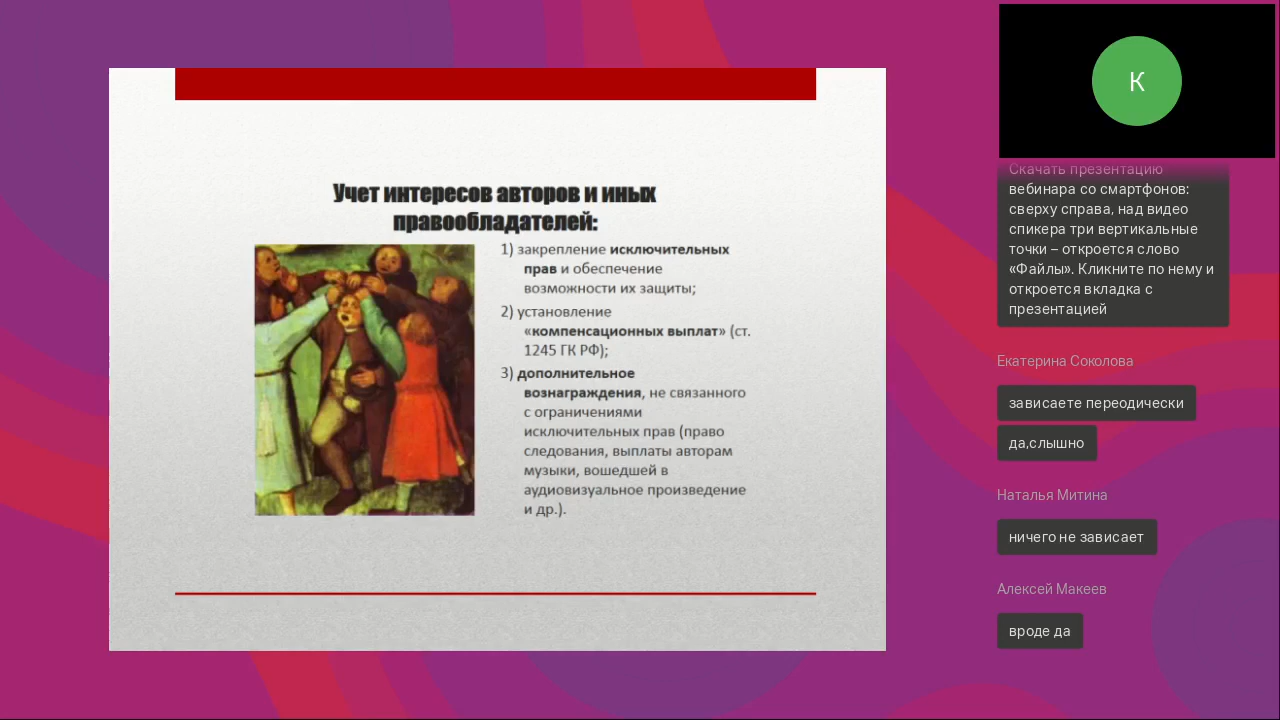 Учет интересов авторов и иных
правообладателей:
1) закрепление исключительных
прав и обеспечение
возможности их защиты;
2) установление
«компенсационных выплат» (ст.
1245 ГК РФ);
3) дополнительное
вознаграждения, не связанного
с ограничениями
исключительных прав (право
следования, выплаты авторам
музыки, вошедшей в
аудиовизуальное произведение
и др.).
К
Скачать презентацию
вебинара со смартфонов:
сверху справа, над видео
спикера три вертикальные
точки – откроется слово
«Файлы». Кликните по нему и
откроется вкладка с
презентацией
Екатерина Соколова
зависаете переодически
да,слышно
Наталья Митина
ничего не зависает
Алексей Макеев
вроде да